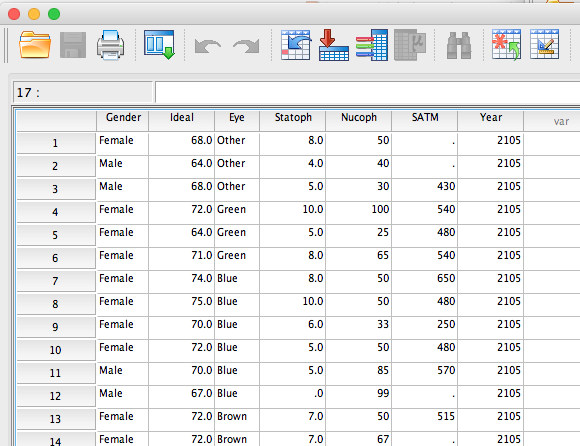 17 :
Gender Ideal Eye Statoph Nucoph SATM Year var
1 Female 68.0 Other 8.0 50 . 2105
2 Male 64.0 Other 4.0 40 . 2105
3 Male 68.0 Other 5.0 30 430 2105
4 Female 72.0 Green 10.0 100 540 2105
5 Female 64.0 Green 5.0 25 480 2105
6 Female 71.0 Green 8.0 65 540 2105
7 Female 74.0 Blue 8.0 50 650 2105
8 Female 75.0 Blue 10.0 50 480 2105
9 Female 70.0 Blue 6.0 33 250 2105
10 Female 72.0 Blue 5.0 50 480 2105
11 Male 70.0 Blue 5.0 85 570 2105
12 Male 67.0 Blue .0 99 . 2105
13 Female 72.0 Brown 7.0 50 515 2105
14 Female 72.0 Brown 7.0 67 . 2105